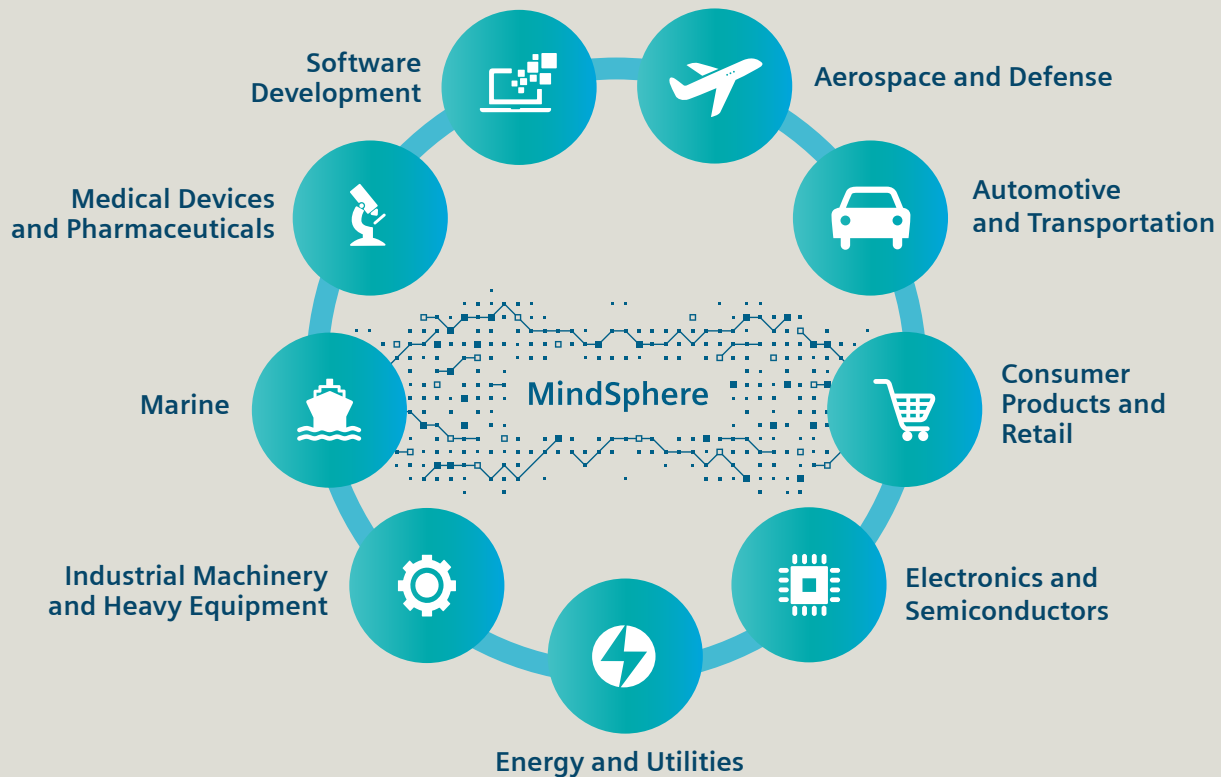 Software
Development
Aerospace and Defense
Medical Devices
and Pharmaceuticals
Automotive
and Transportation
MindSphere
Marine
Consumer
Products and
Retail
Industrial Machinery
and Heavy Equipment
Electronics and
Semiconductors
Energy and Utilities